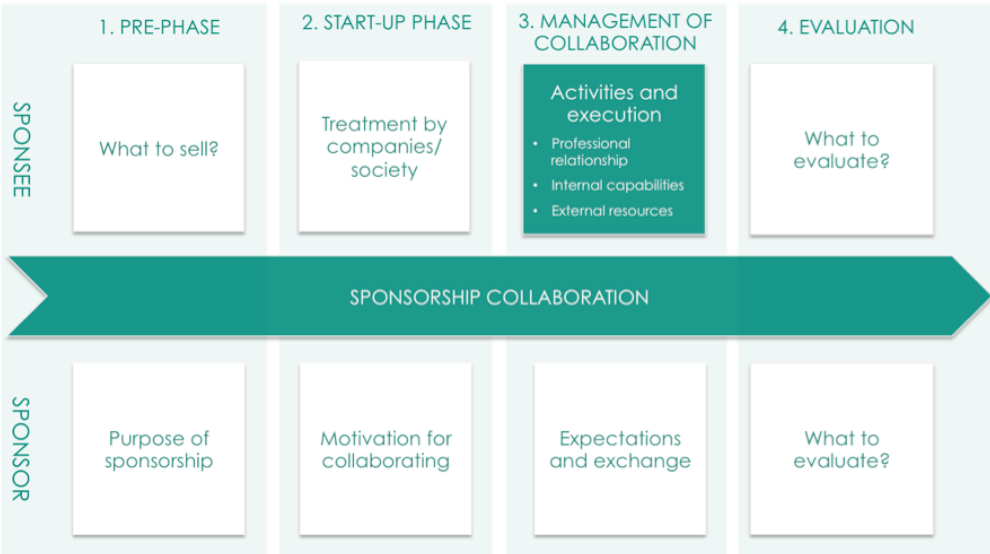 1. PRE-PHASE
2. START-UP PHASE
3. MANAGEMENT OF
COLLABORATION
4. EVALUATION
SPONSEE
What to sell?
Treatment by
companies/
society
Activities and
execution
• Professional
relationship
• Internal capabilities
• External resources
What to
evaluate?
SPONSORSHIP COLLABORATION
SPONSOR
Purpose of
sponsorship
Motivation for
collaborating
Expectations
and exchange
What to
evaluate?